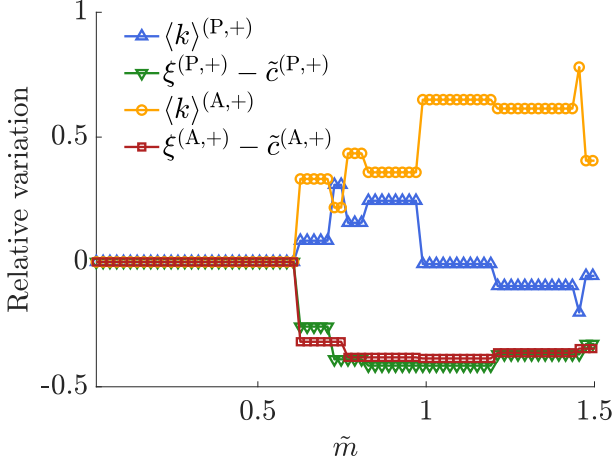 1
⟨k⟩^(P,+)
ξ^(P,+) − c̃^(P,+)
⟨k⟩^(A,+)
ξ^(A,+) − c̃^(A,+)
0.5
0
-0.5
Relative variation
0.5
1
1.5
m̃